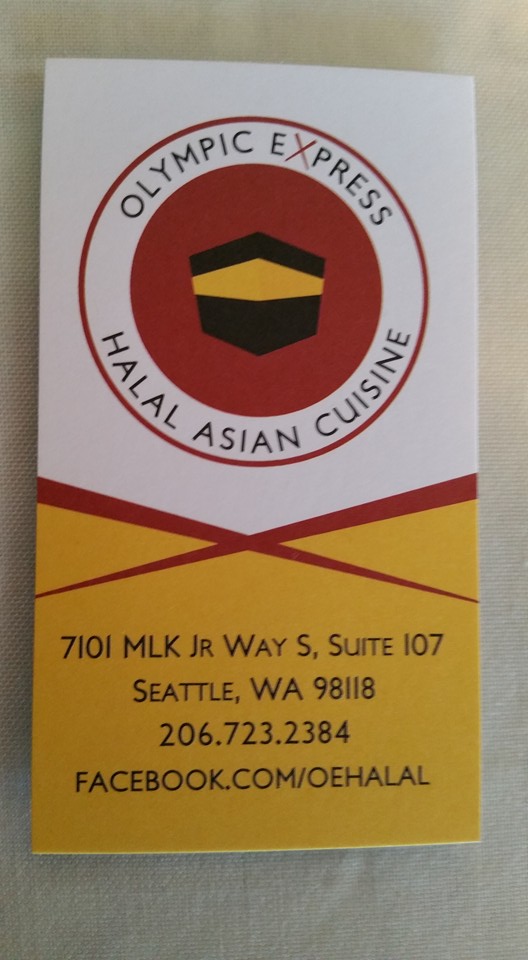 OLYMPIC EXPRESS
HALAL ASIAN CUISINE
7101 MLK JR WAY S, SUITE 107
SEATTLE, WA 98118
206.723.2384
FACEBOOK.COM/OEHALAL